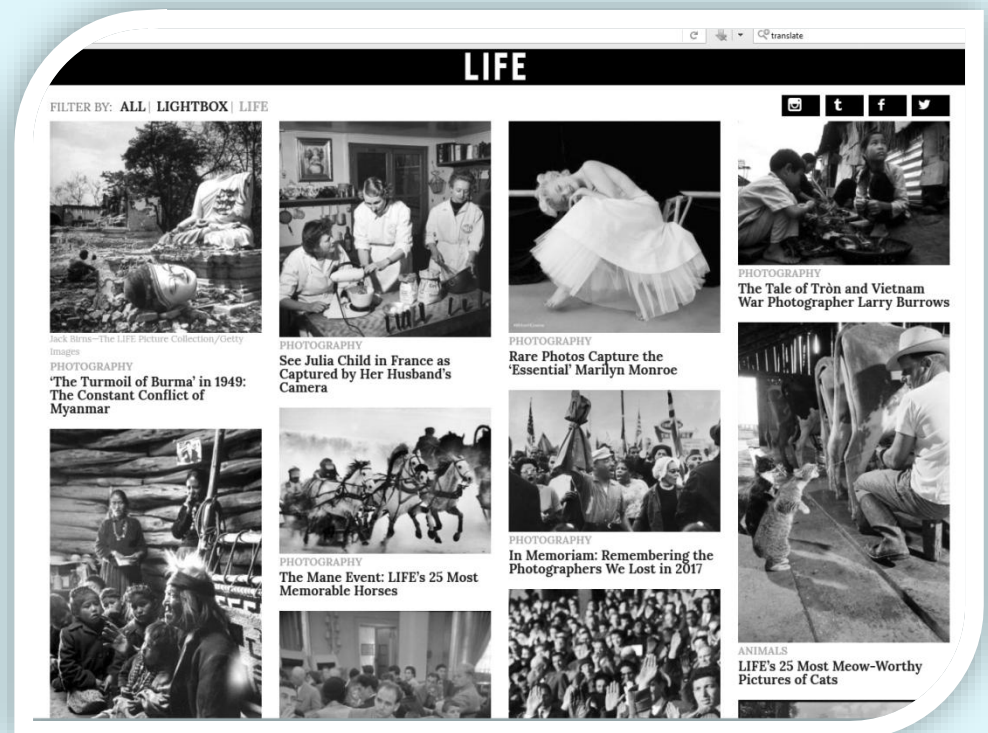 translate
LIFE
FILTER BY: ALL | LIGHTBOX | LIFE
Jack Birns—The LIFE Picture Collection/Getty
Images
PHOTOGRAPHY
‘The Turmoil of Burma’ in 1949:
The Constant Conflict of
Myanmar
PHOTOGRAPHY
See Julia Child in France as
Captured by Her Husband’s
Camera
PHOTOGRAPHY
The Mane Event: LIFE’s 25 Most
Memorable Horses
PHOTOGRAPHY
Rare Photos Capture the
‘Essential’ Marilyn Monroe
PHOTOGRAPHY
In Memoriam: Remembering the
Photographers We Lost in 2017
PHOTOGRAPHY
The Tale of Tròn and Vietnam
War Photographer Larry Burrows
ANIMALS
LIFE’s 25 Most Meow-Worthy
Pictures of Cats